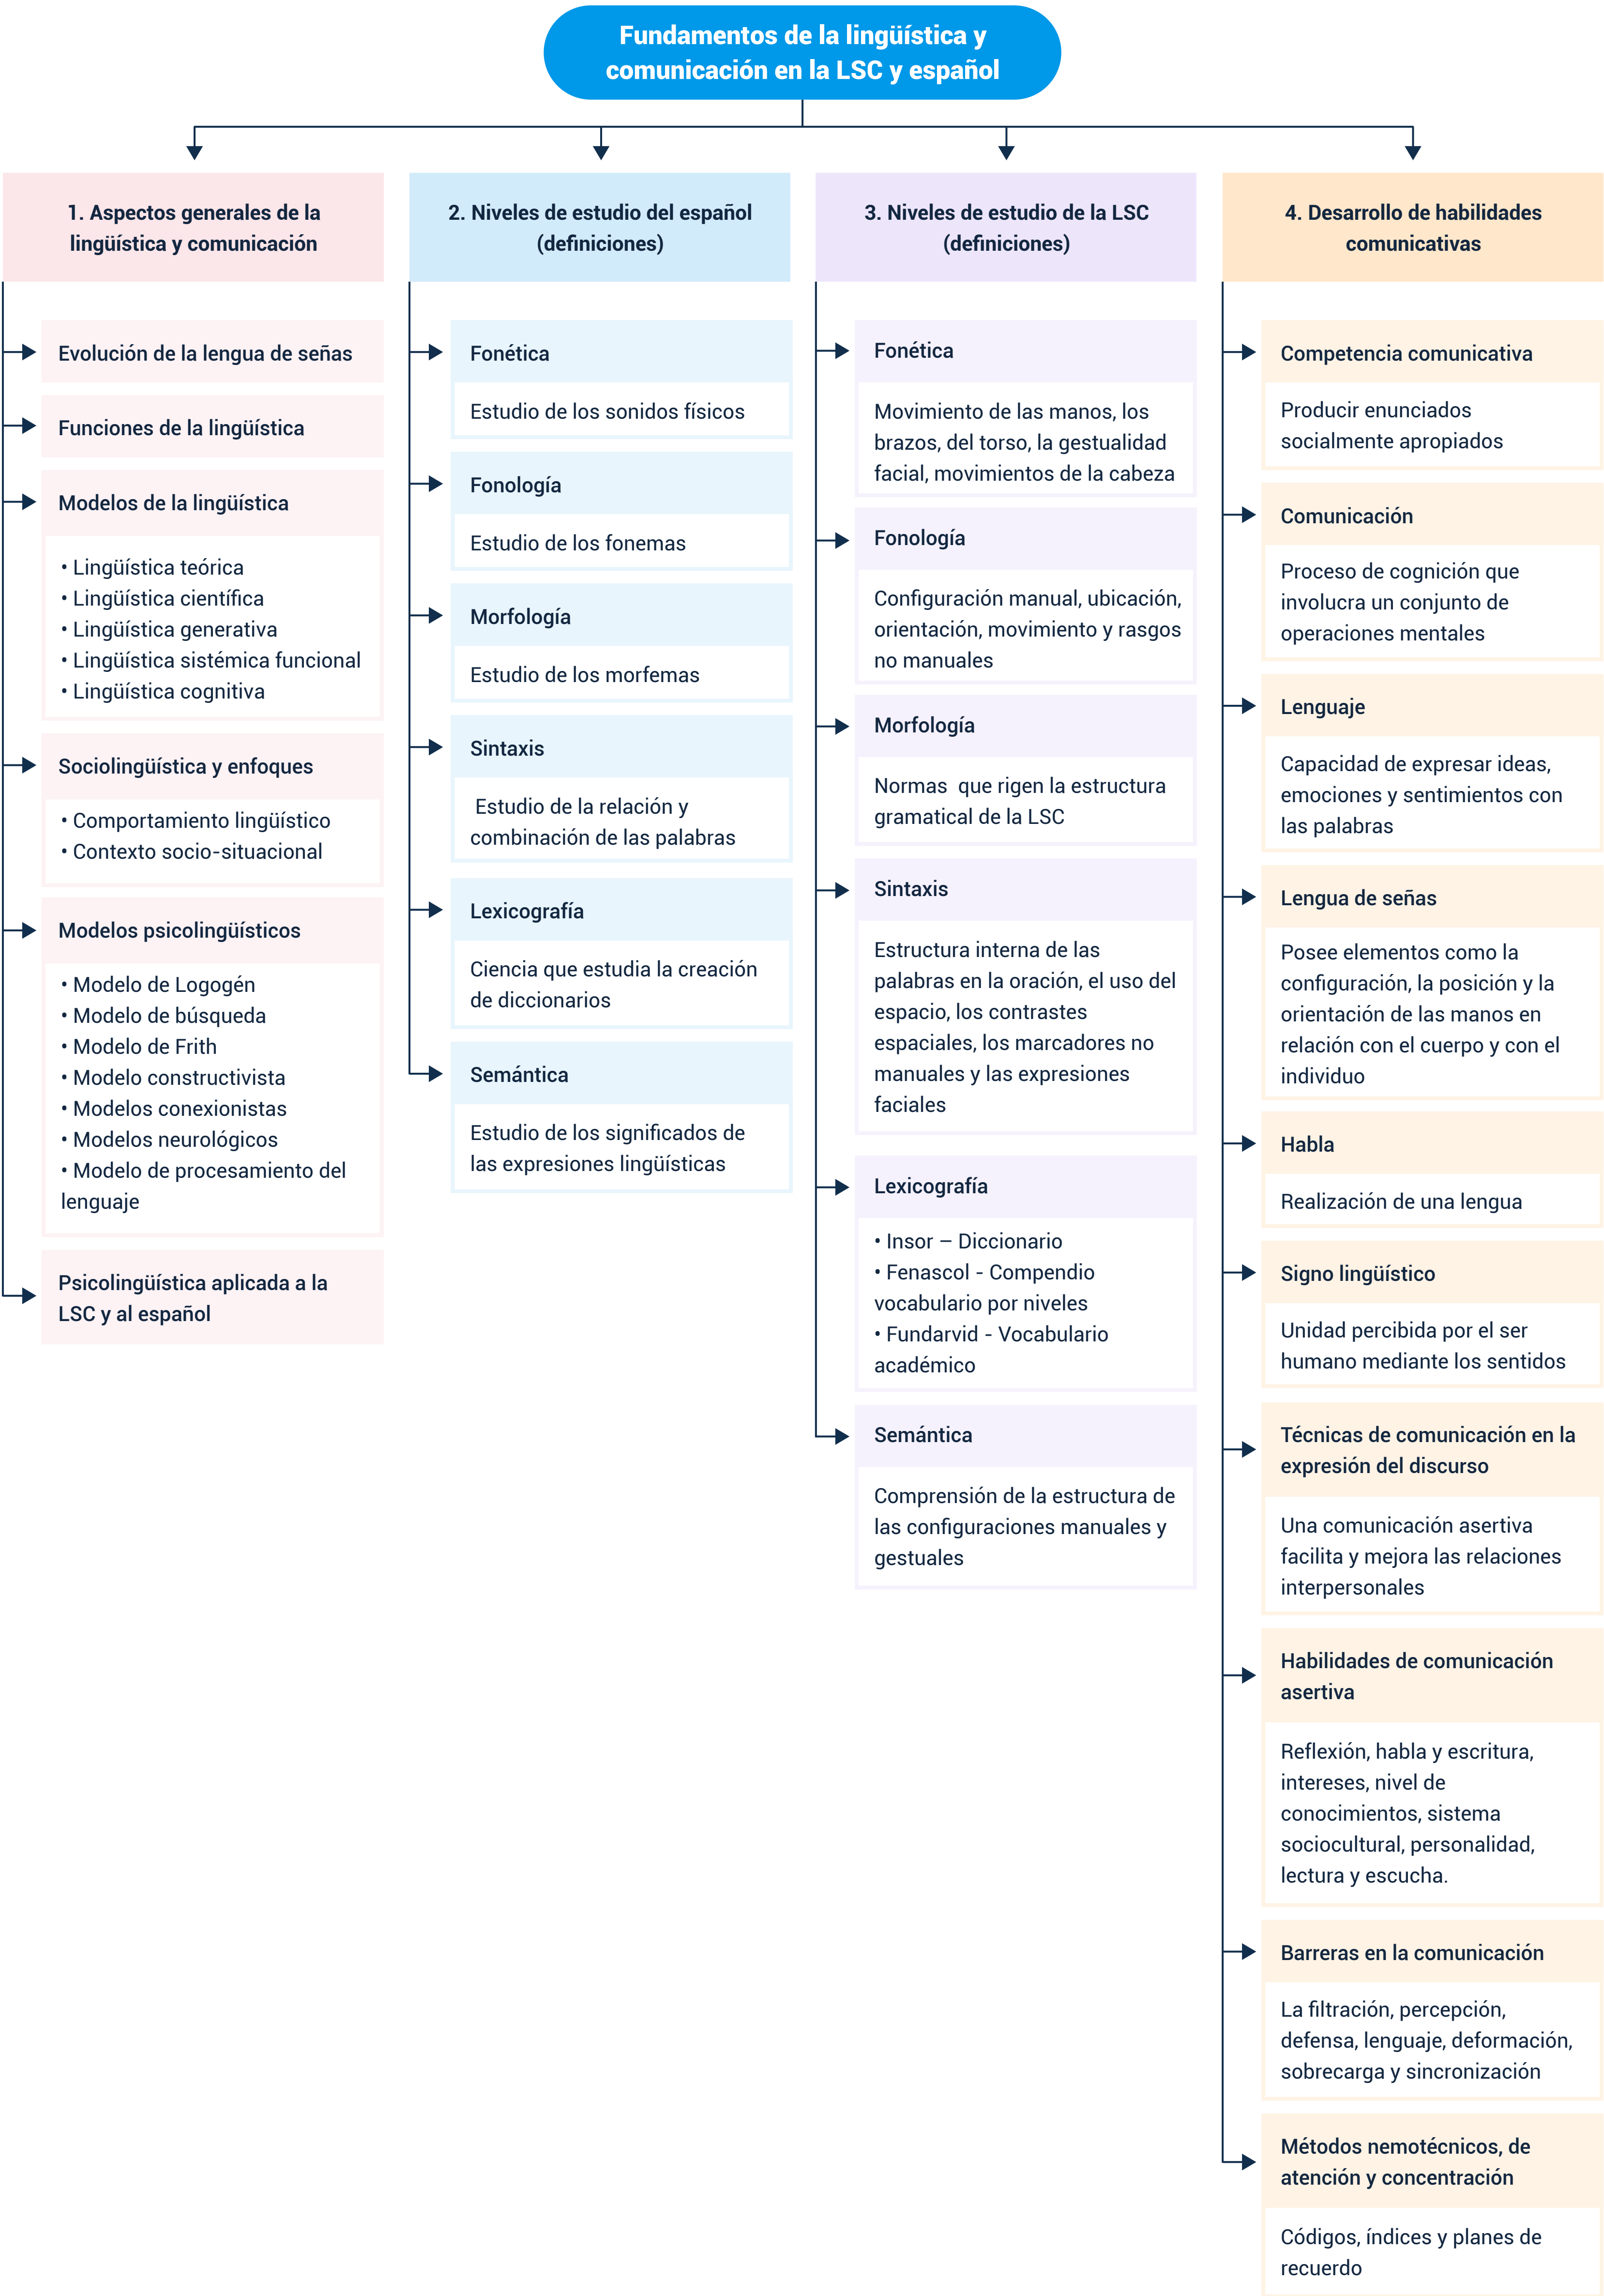 Fundamentos de la lingüística y
comunicación en la LSC y español
1. Aspectos generales de la
lingüística y comunicación
Evolución de la lengua de señas
Funciones de la lingüística
Modelos de la lingüística
• Lingüística teórica
• Lingüística científica
• Lingüística generativa
• Lingüística sistémica funcional
• Lingüística cognitiva
Sociolingüística y enfoques
• Comportamiento lingüístico
• Contexto socio-situacional
Modelos psicolingüísticos
• Modelo de Logogén
• Modelo de búsqueda
• Modelo de Frith
• Modelo constructivista
• Modelos conexionistas
• Modelos neurológicos
• Modelo de procesamiento del
lenguaje
Psicolingüística aplicada a la
LSC y al español
2. Niveles de estudio del español
(definiciones)
Fonética
Estudio de los sonidos físicos
Fonología
Estudio de los fonemas
Morfología
Estudio de los morfemas
Sintaxis
Estudio de la relación y
combinación de las palabras
Lexicografía
Ciencia que estudia la creación
de diccionarios
Semántica
Estudio de los significados de
las expresiones lingüísticas
3. Niveles de estudio de la LSC
(definiciones)
Fonética
Movimiento de las manos, los
brazos, del torso, la gestualidad
facial, movimientos de la cabeza
Fonología
Configuración manual, ubicación,
orientación, movimiento y rasgos
no manuales
Morfología
Normas que rigen la estructura
gramatical de la LSC
Sintaxis
Estructura interna de las
palabras en la oración, el uso del
espacio, los contrastes
espaciales, los marcadores no
manuales y las expresiones
faciales
Lexicografía
• Insor – Diccionario
• Fenascol - Compendio
vocabulario por niveles
• Fundarvid - Vocabulario
académico
Semántica
Comprensión de la estructura de
las configuraciones manuales y
gestuales
4. Desarrollo de habilidades
comunicativas
Competencia comunicativa
Producir enunciados
socialmente apropiados
Comunicación
Proceso de cognición que
involucra un conjunto de
operaciones mentales
Lenguaje
Capacidad de expresar ideas,
emociones y sentimientos con
las palabras
Lengua de señas
Posee elementos como la
configuración, la posición y la
orientación de las manos en
relación con el cuerpo y con el
individuo
Habla
Realización de una lengua
Signo lingüístico
Unidad percibida por el ser
humano mediante los sentidos
Técnicas de comunicación en la
expresión del discurso
Una comunicación asertiva
facilita y mejora las relaciones
interpersonales
Habilidades de comunicación
asertiva
Reflexión, habla y escritura,
intereses, nivel de
conocimientos, sistema
sociocultural, personalidad,
lectura y escucha.
Barreras en la comunicación
La filtración, percepción,
defensa, lenguaje, deformación,
sobrecarga y sincronización
Métodos nemotécnicos, de
atención y concentración
Códigos, índices y planes de
recuerdo